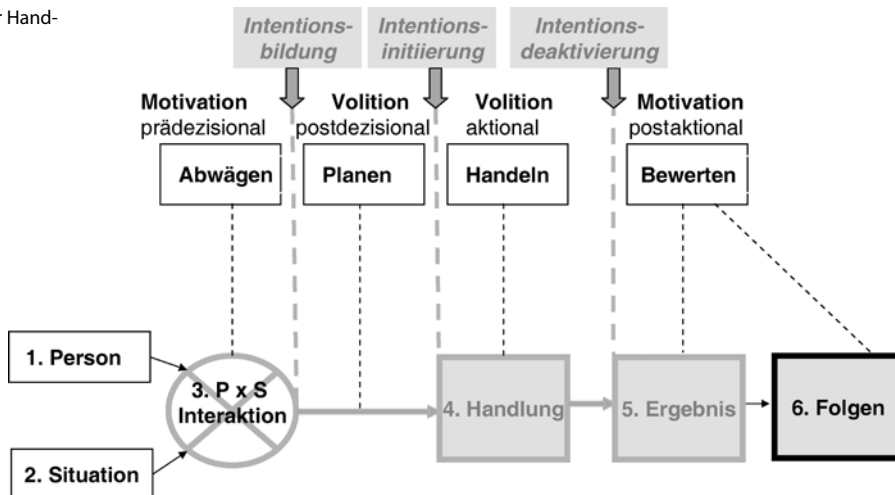 r Hand-
Intentions-
bildung
Intentions-
initiierung
Intentions-
deaktivierung
Motivation
prädezisional
Volition
postdezisional
Volition
aktional
Motivation
postaktional
Abwägen
Planen
Handeln
Bewerten
1. Person
3. P x S
Interaktion
2. Situation
4. Handlung
5. Ergebnis
6. Folgen